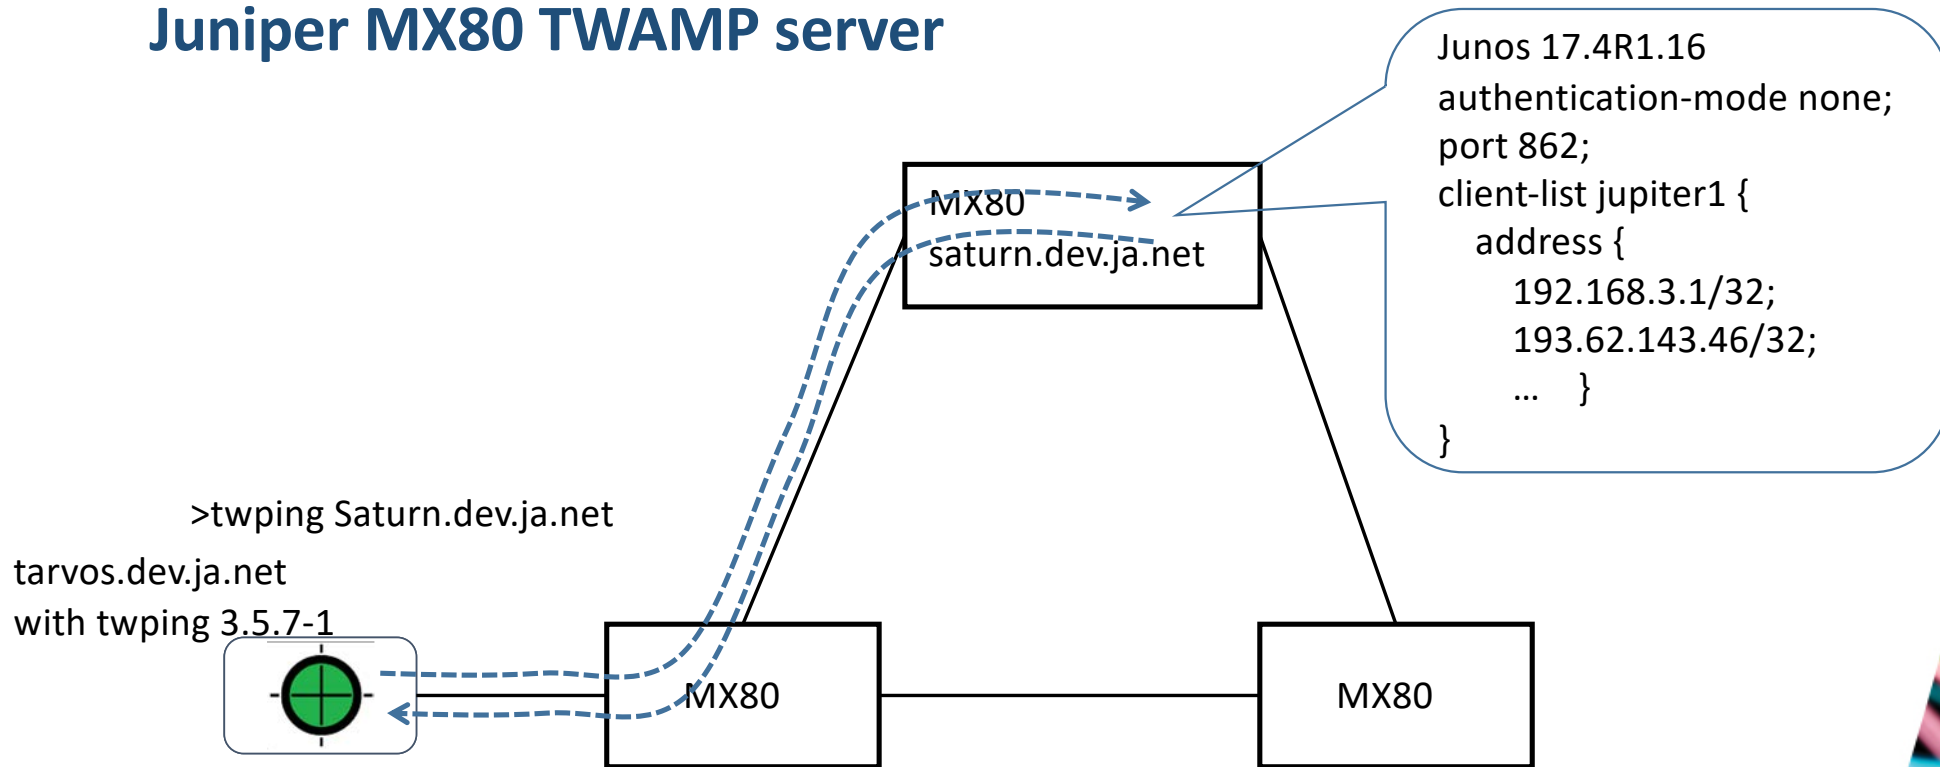 Juniper MX80 TWAMP server
Junos 17.4R1.16
authentication-mode none;
port 862;
client-list jupiter1 {
address {
192.168.3.1/32;
193.62.143.46/32;
... }
}
MX80
saturn.dev.ja.net
>twping Saturn.dev.ja.net
tarvos.dev.ja.net
with twping 3.5.7-1
MX80
MX80